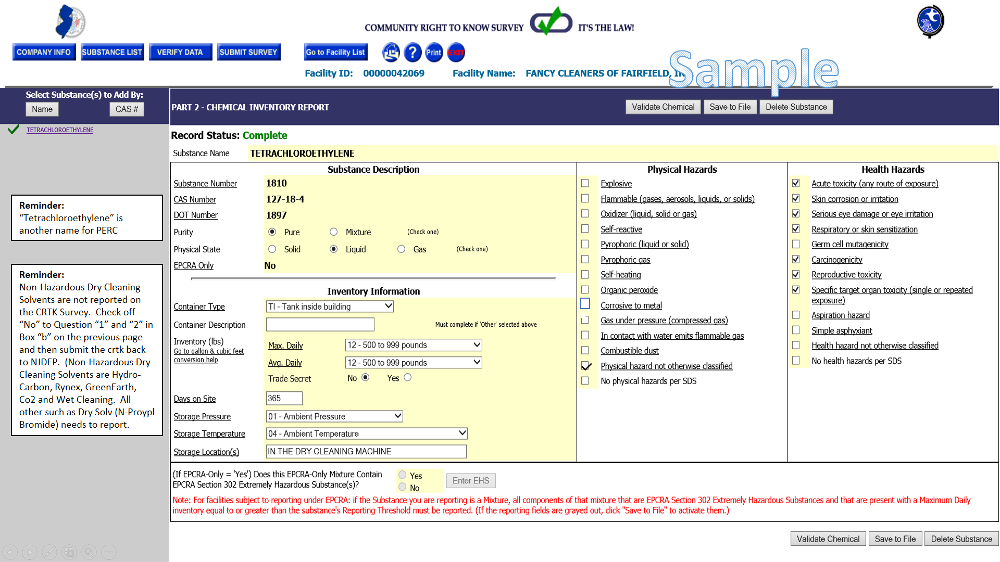 COMMUNITY RIGHT TO KNOW SURVEY IT'S THE LAW!
COMPANY INFO SUBSTANCE LIST VERIFY DATA SUBMIT SURVEY Go to Facility List ? Print EXIT
Facility ID: 00000042069 Facility Name: FANCY CLEANERS OF FAIRFIELD, IN
Sample
Select Substance(s) to Add By:
Name CAS #
TETRACHLOROETHYLENE
Reminder:
“Tetrachloroethylene” is
another name for PERC
Reminder:
Non-Hazardous Dry Cleaning
Solvents are not reported on
the CRTK Survey. Check off
“No” to Question “1” and “2” in
Box “b” on the previous page
and then submit the crtk back
to NJDEP. (Non-Hazardous Dry
Cleaning Solvents are Hydro-
Carbon, Rynex, GreenEarth,
Co2 and Wet Cleaning. All
other such as Dry Solv (N-Proypl
Bromide) needs to report.
PART 2 - CHEMICAL INVENTORY REPORT Validate Chemical Save to File Delete Substance
Record Status: Complete
Substance Name TETRACHLOROETHYLENE
Substance Description
Substance Number 1810
CAS Number 127-18-4
DOT Number 1897
Purity Pure Mixture (Check one)
Physical State Solid Liquid Gas (Check one)
EPCRA Only No
Inventory Information
Container Type TI - Tank inside building
Container Description Must complete if 'Other' selected above
Inventory (lbs)
Go to gallon & cubic feet
conversion help
Max. Daily 12 - 500 to 999 pounds
Avg. Daily 12 - 500 to 999 pounds
Trade Secret No Yes
Days on Site 365
Storage Pressure 01 - Ambient Pressure
Storage Temperature 04 - Ambient Temperature
Storage Location(s) IN THE DRY CLEANING MACHINE
Physical Hazards
Explosive
Flammable (gases, aerosols, liquids, or solids)
Oxidizer (liquid, solid or gas)
Self-reactive
Pyrophoric (liquid or solid)
Pyrophoric gas
Self-heating
Organic peroxide
Corrosive to metal
Gas under pressure (compressed gas)
In contact with water emits flammable gas
Combustible dust
Physical hazard not otherwise classified
No physical hazards per SDS
Health Hazards
Acute toxicity (any route of exposure)
Skin corrosion or irritation
Serious eye damage or eye irritation
Respiratory or skin sensitization
Germ cell mutagenicity
Carcinogenicity
Reproductive toxicity
Specific target organ toxicity (single or repeated
exposure)
Aspiration hazard
Simple asphyxiant
Health hazard not otherwise classified
No health hazards per SDS
(If EPCRA-Only = 'Yes') Does this EPCRA-Only Mixture Contain
EPCRA Section 302 Extremely Hazardous Substance(s)?
Yes
No
Enter EHS
Note: For facilities subject to reporting under EPCRA: if the Substance you are reporting is a Mixture, all components of that mixture that are EPCRA Section 302 Extremely Hazardous Substances and that are present with a Maximum Daily
inventory equal to or greater than the substance's Reporting Threshold must be reported. (If the reporting fields are grayed out, click "Save to File" to activate them.)
Validate Chemical Save to File Delete Substance